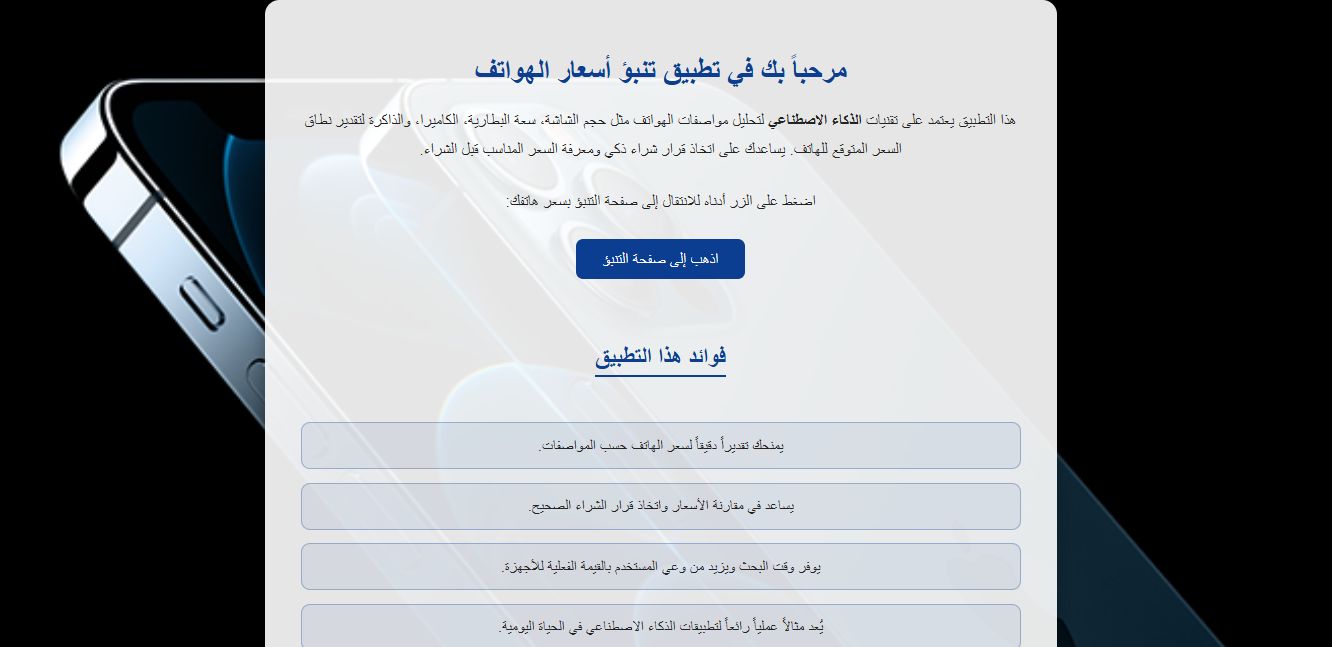 مرحباً بك في تطبيق تنبؤ أسعار الهواتف
هذا التطبيق يعتمد على تقنيات الذكاء الاصطناعي لتحليل مواصفات الهواتف مثل حجم الشاشة، سعة البطارية، الكاميرا، والذاكرة لتقدير نطاق
السعر المتوقع للهاتف. يساعدك على اتخاذ قرار شراء ذكي ومعرفة السعر المناسب قبل الشراء.
اضغط على الزر أدناه للانتقال إلى صفحة التنبؤ بسعر هاتفك:
اذهب إلى صفحة التنبؤ
فوائد هذا التطبيق
يمنحك تقديراً دقيقاً لسعر الهاتف حسب المواصفات.
يساعد في مقارنة الأسعار واتخاذ قرار الشراء الصحيح.
يوفر وقت البحث ويزيد من وعي المستخدم بالقيمة الفعلية للأجهزة.
يُعد مثالاً عملياً رائعاً لتطبيقات الذكاء الاصطناعي في الحياة اليومية.